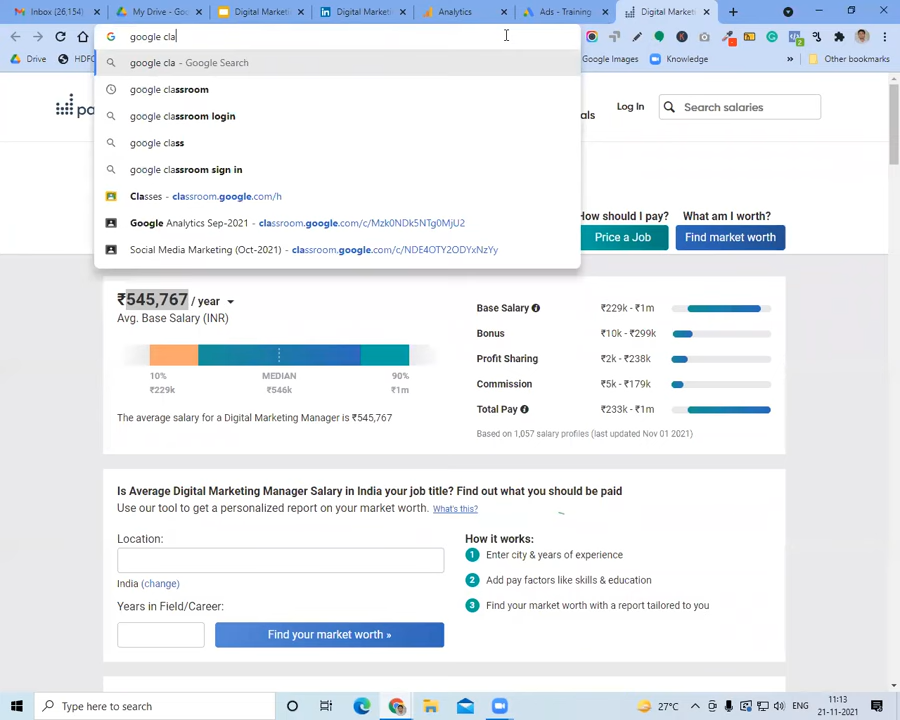 Inbox (26,154)
My Drive - Goo
Digital Marketi
Digital Marketi
Analytics
Ads - Training
Digital Marketi
google cla
Drive
HDFC
Google Images
Knowledge
»
Other bookmarks
google cla - Google Search
google classroom
google classroom login
google class
google classroom sign in
Classes - classroom.google.com/h
Google Analytics Sep-2021 - classroom.google.com/c/Mzk0NDk5NTg0MjU2
Social Media Marketing (Oct-2021) - classroom.google.com/c/NDE4OTY2ODYxNzYy
pa
als
Log In
Search salaries
How should I pay?
What am I worth?
Price a Job
Find market worth
₹545,767 / year
Avg. Base Salary (INR)
10%
MEDIAN
90%
₹229k
₹546k
₹1m
The average salary for a Digital Marketing Manager is ₹545,767
Base Salary
₹229k - ₹1m
Bonus
₹10k - ₹299k
Profit Sharing
₹2k - ₹238k
Commission
₹5k - ₹179k
Total Pay
₹233k - ₹1m
Based on 1,057 salary profiles (last updated Nov 01 2021)
Is Average Digital Marketing Manager Salary in India your job title? Find out what you should be paid
Use our tool to get a personalized report on your market worth. What's this?
Location:
India (change)
Years in Field/Career:
Find your market worth »
How it works:
1 Enter city & years of experience
2 Add pay factors like skills & education
3 Find your market worth with a report tailored to you
Type here to search
27°C
ENG
11:13
21-11-2021